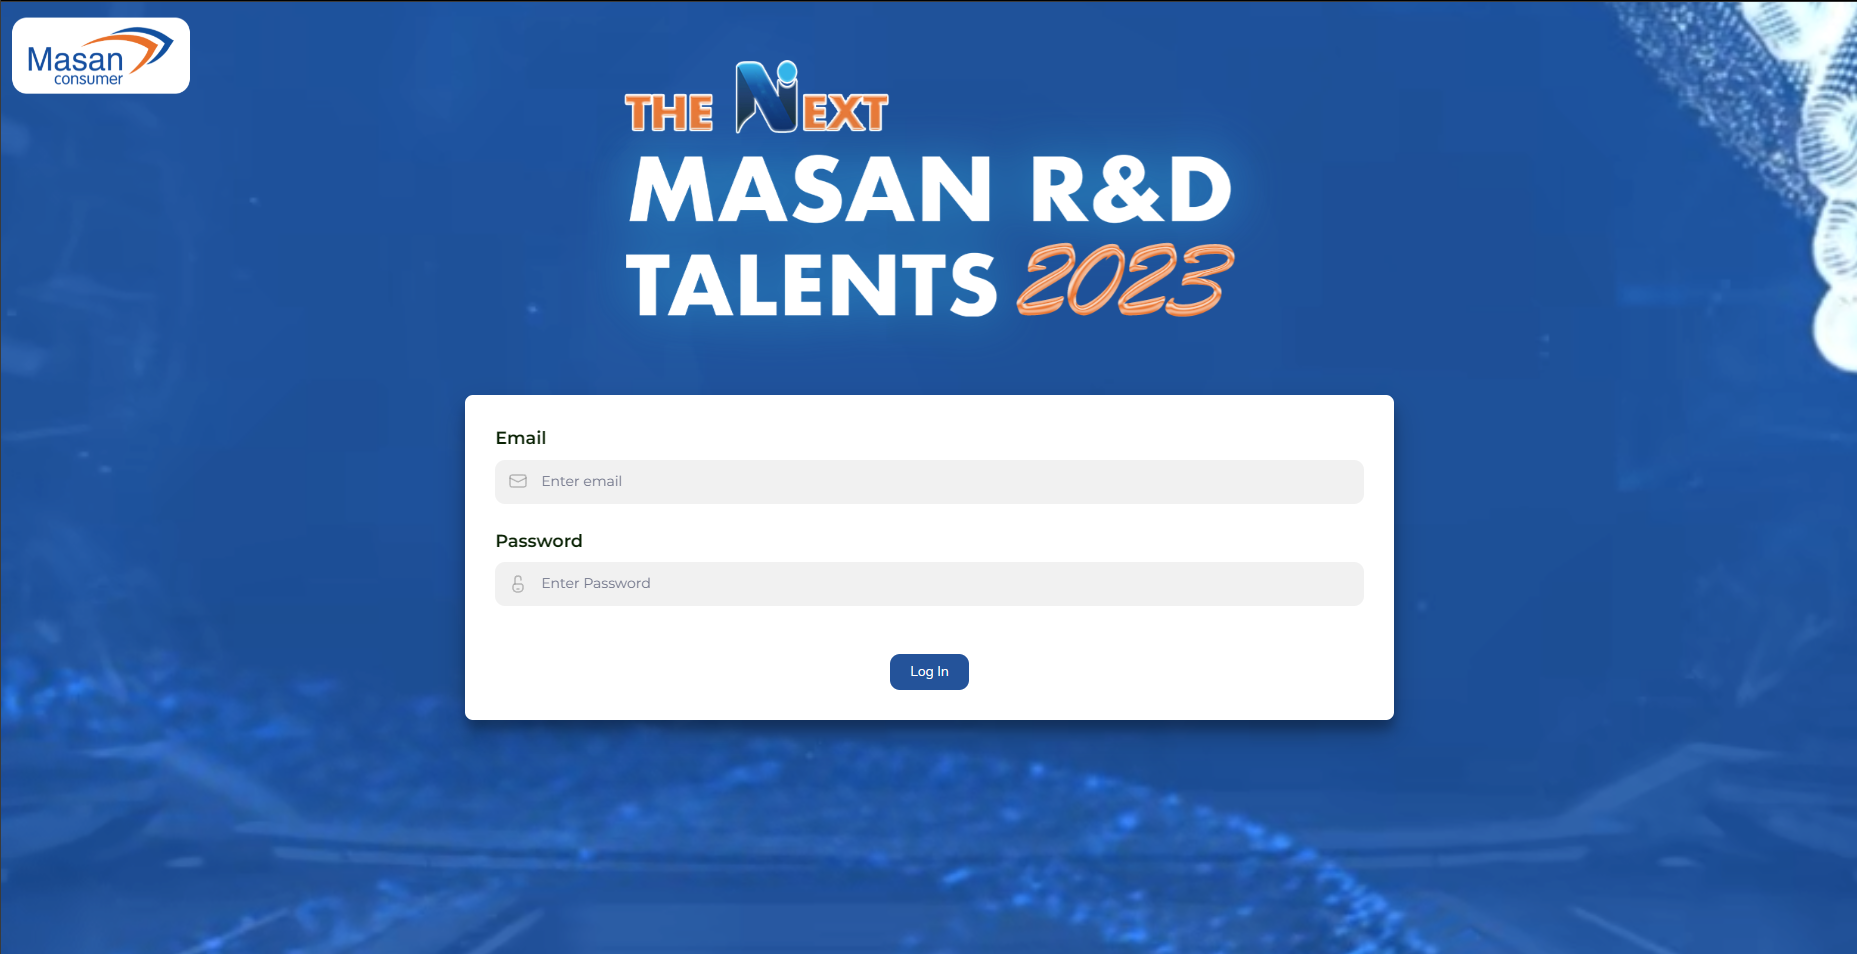 Masan
consumer
THE NEXT
MASAN R&D
TALENTS 2023
Email
Enter email
Password
Enter Password
Log In